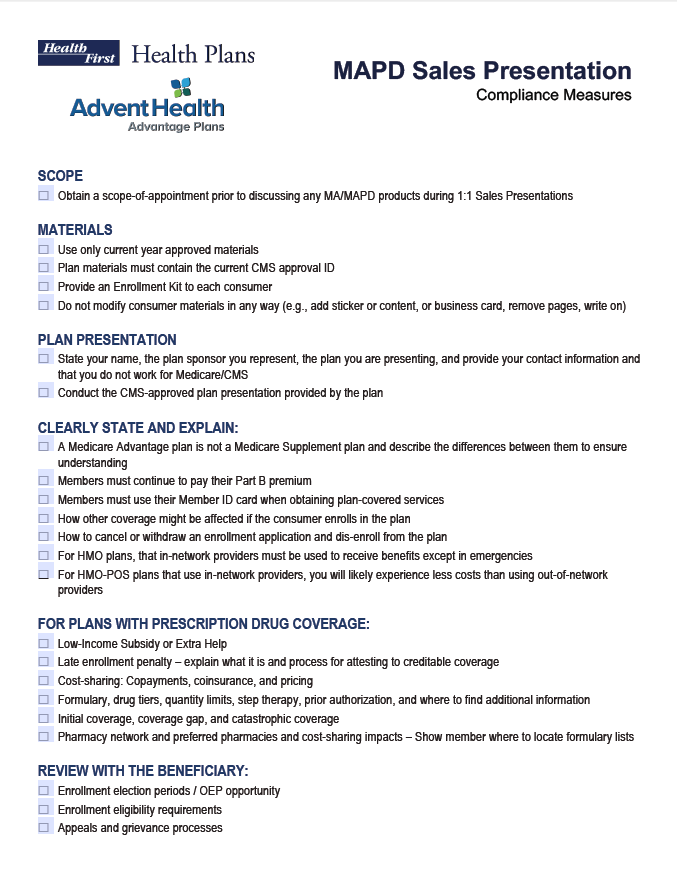 Health First Health Plans
AdventHealth
Advantage Plans
MAPD Sales Presentation
Compliance Measures
SCOPE
Obtain a scope-of-appointment prior to discussing any MA/MAPD products during 1:1 Sales Presentations
MATERIALS
Use only current year approved materials
Plan materials must contain the current CMS approval ID
Provide an Enrollment Kit to each consumer
Do not modify consumer materials in any way (e.g., add sticker or content, or business card, remove pages, write on)
PLAN PRESENTATION
State your name, the plan sponsor you represent, the plan you are presenting, and provide your contact information and
that you do not work for Medicare/CMS
Conduct the CMS-approved plan presentation provided by the plan
CLEARLY STATE AND EXPLAIN:
A Medicare Advantage plan is not a Medicare Supplement plan and describe the differences between them to ensure
understanding
Members must continue to pay their Part B premium
Members must use their Member ID card when obtaining plan-covered services
How other coverage might be affected if the consumer enrolls in the plan
How to cancel or withdraw an enrollment application and dis-enroll from the plan
For HMO plans, that in-network providers must be used to receive benefits except in emergencies
For HMO-POS plans that use in-network providers, you will likely experience less costs than using out-of-network
providers
FOR PLANS WITH PRESCRIPTION DRUG COVERAGE:
Low-Income Subsidy or Extra Help
Late enrollment penalty – explain what it is and process for attesting to creditable coverage
Cost-sharing: Copayments, coinsurance, and pricing
Formulary, drug tiers, quantity limits, step therapy, prior authorization, and where to find additional information
Initial coverage, coverage gap, and catastrophic coverage
Pharmacy network and preferred pharmacies and cost-sharing impacts – Show member where to locate formulary lists
REVIEW WITH THE BENEFICIARY:
Enrollment election periods / OEP opportunity
Enrollment eligibility requirements
Appeals and grievance processes